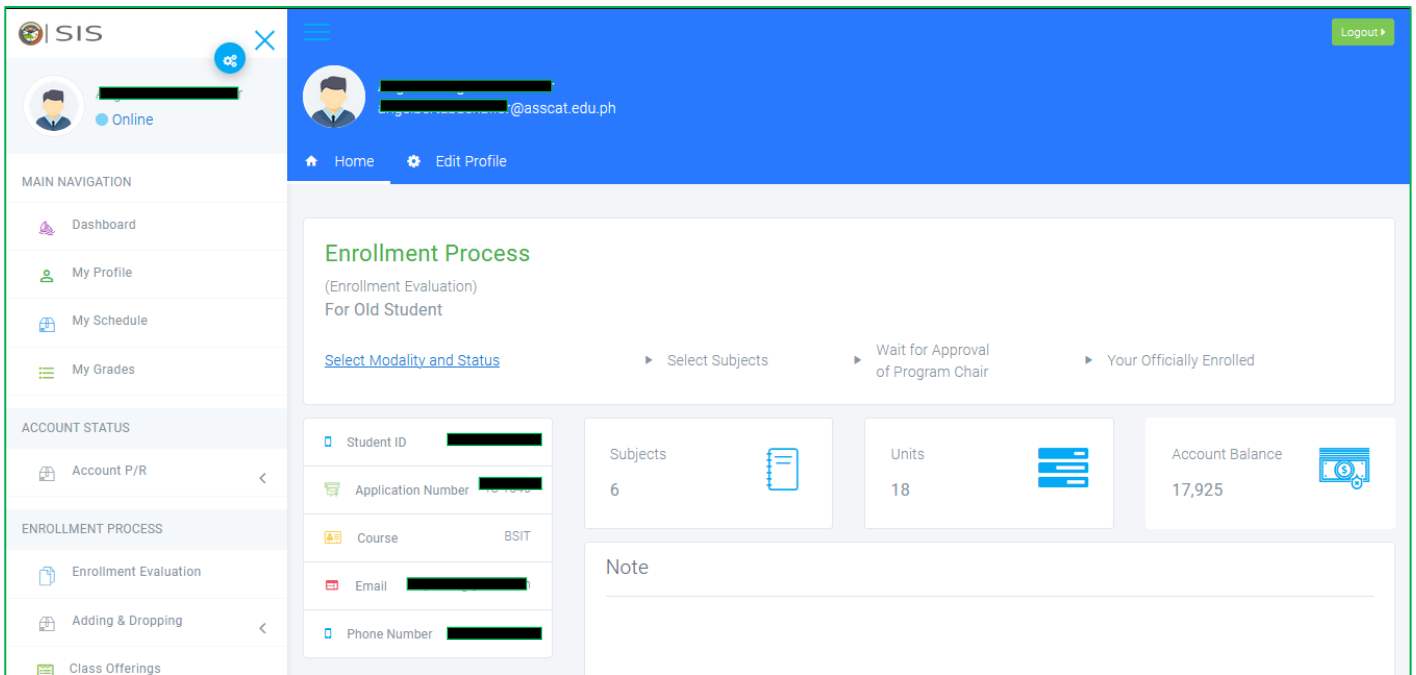 SIS
Logout
Online
@asscat.edu.ph
Home
Edit Profile
MAIN NAVIGATION
Dashboard
My Profile
My Schedule
My Grades
ACCOUNT STATUS
Account P/R
ENROLLMENT PROCESS
Enrollment Evaluation
Adding & Dropping
Class Offerings
Enrollment Process
(Enrollment Evaluation)
For Old Student
Select Modality and Status
Select Subjects
Wait for Approval
of Program Chair
Your Officially Enrolled
Student ID
Application Number
Course BSIT
Email
Phone Number
Subjects
6
Units
18
Account Balance
17,925
Note